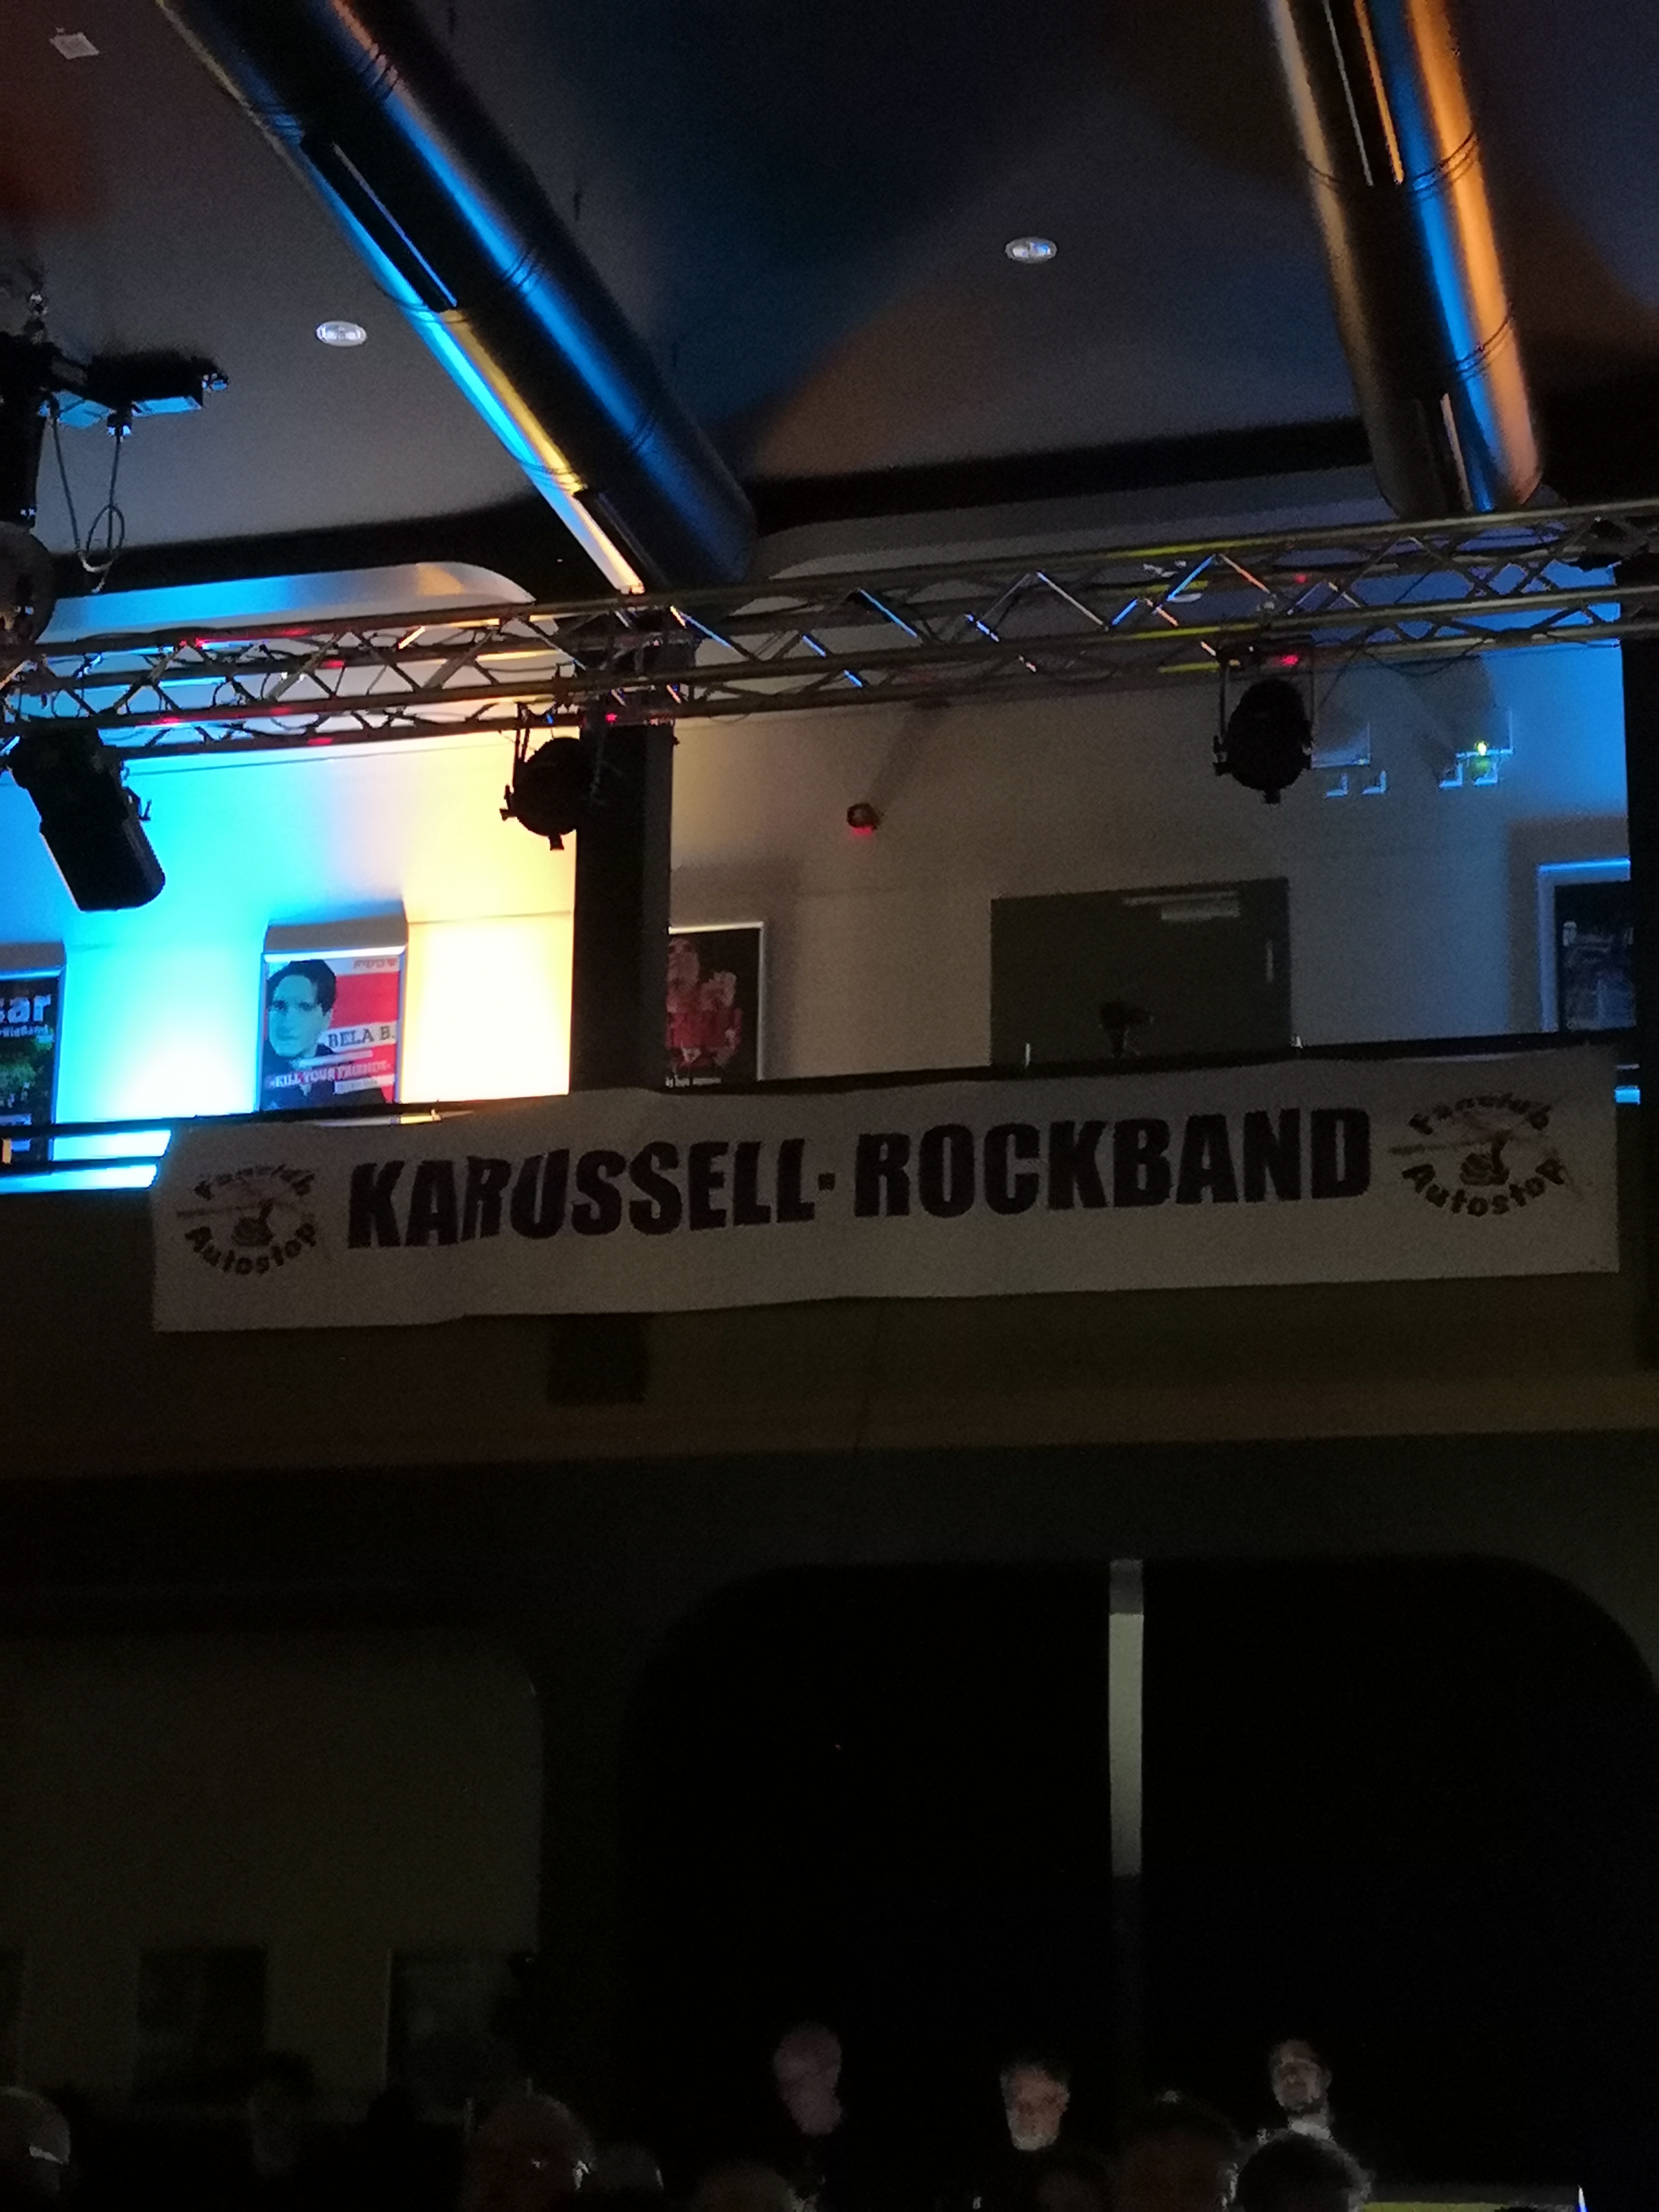 BELA B.
»KILL YOUR FRIENDS«
Fanclub
Autostop
KARUSSELL · ROCKBAND
Fanclub
Autostop